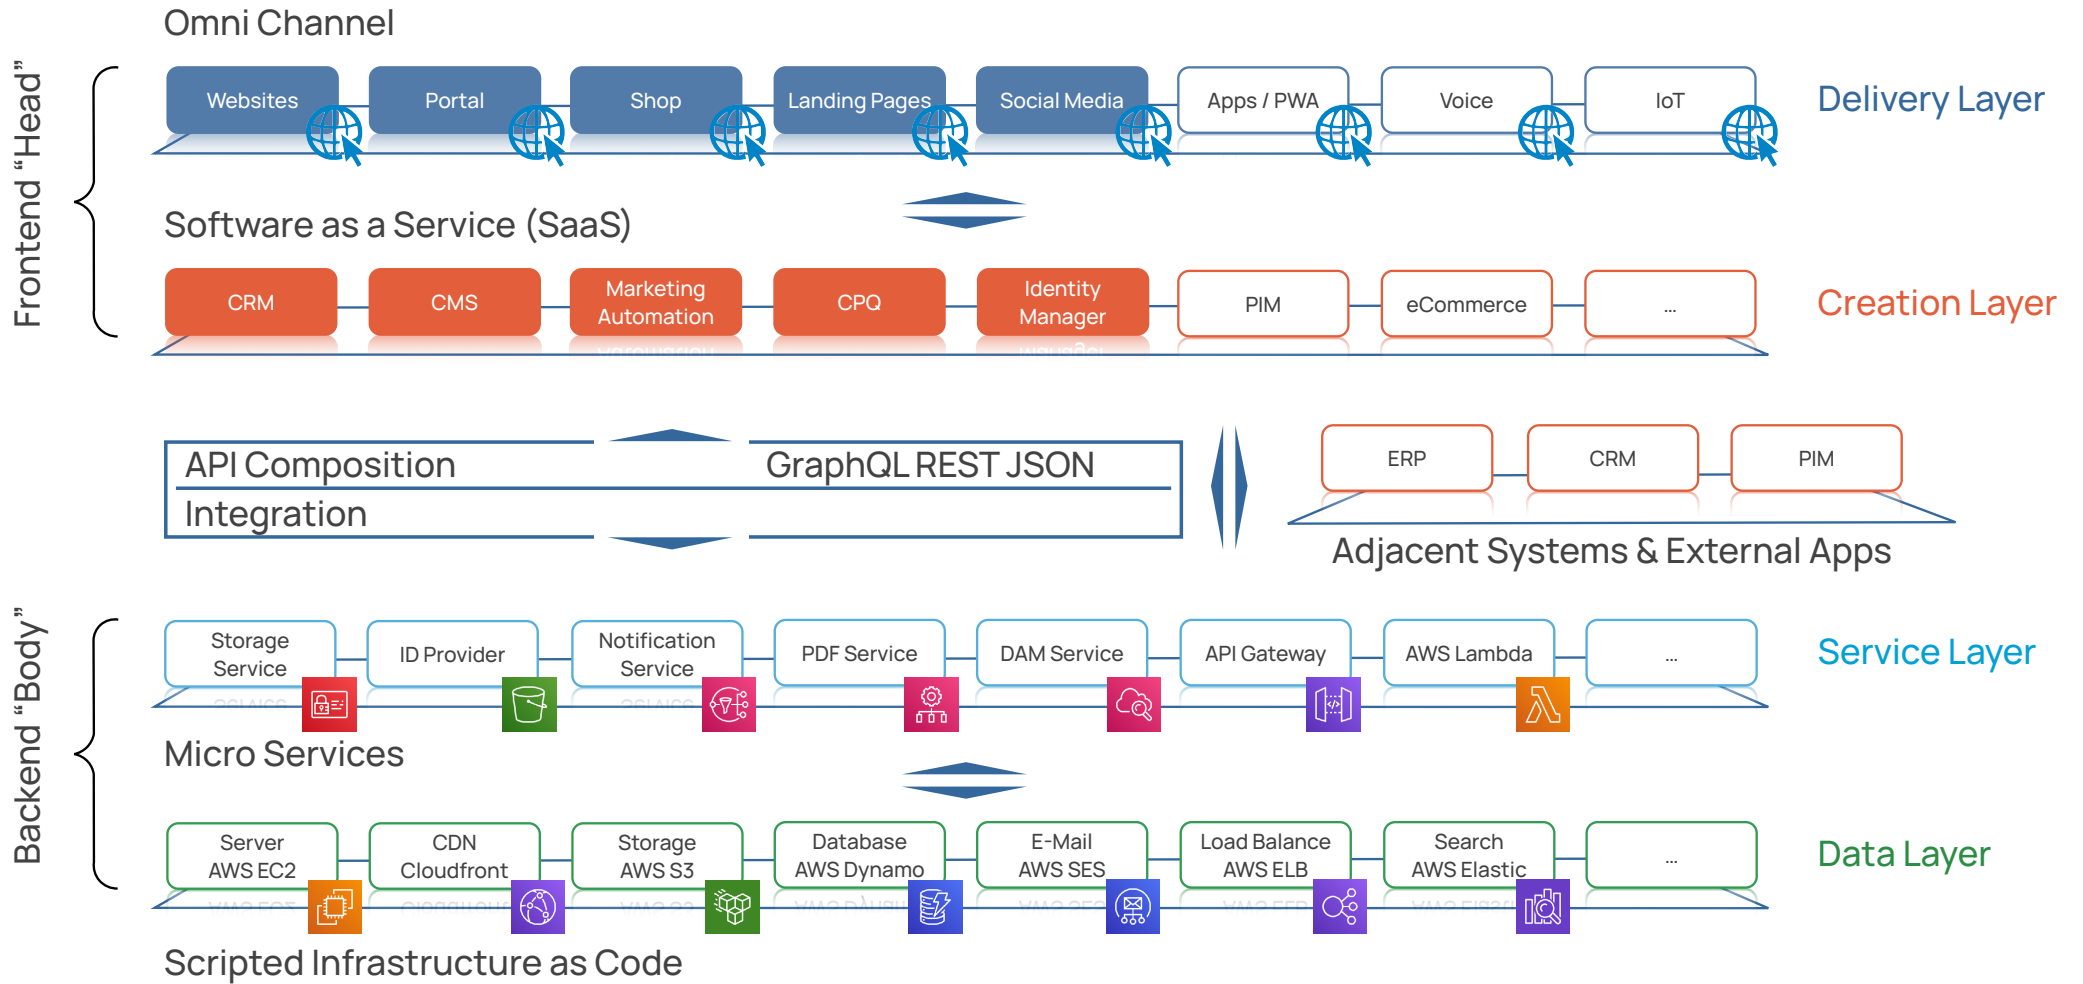 Omni Channel
Frontend “Head”
Websites
Portal
Shop
Landing Pages
Social Media
Apps / PWA
Voice
IoT
Delivery Layer
Software as a Service (SaaS)
CRM
CMS
Marketing
Automation
CPQ
Identity
Manager
PIM
eCommerce
...
Creation Layer
API Composition
GraphQL REST JSON
Integration
ERP
CRM
PIM
Adjacent Systems & External Apps
Backend “Body”
Storage
Service
ID Provider
Notification
Service
PDF Service
DAM Service
API Gateway
AWS Lambda
...
Service Layer
Micro Services
Server
AWS EC2
CDN
Cloudfront
Storage
AWS S3
Database
AWS Dynamo
E-Mail
AWS SES
Load Balance
AWS ELB
Search
AWS Elastic
...
Data Layer
Scripted Infrastructure as Code